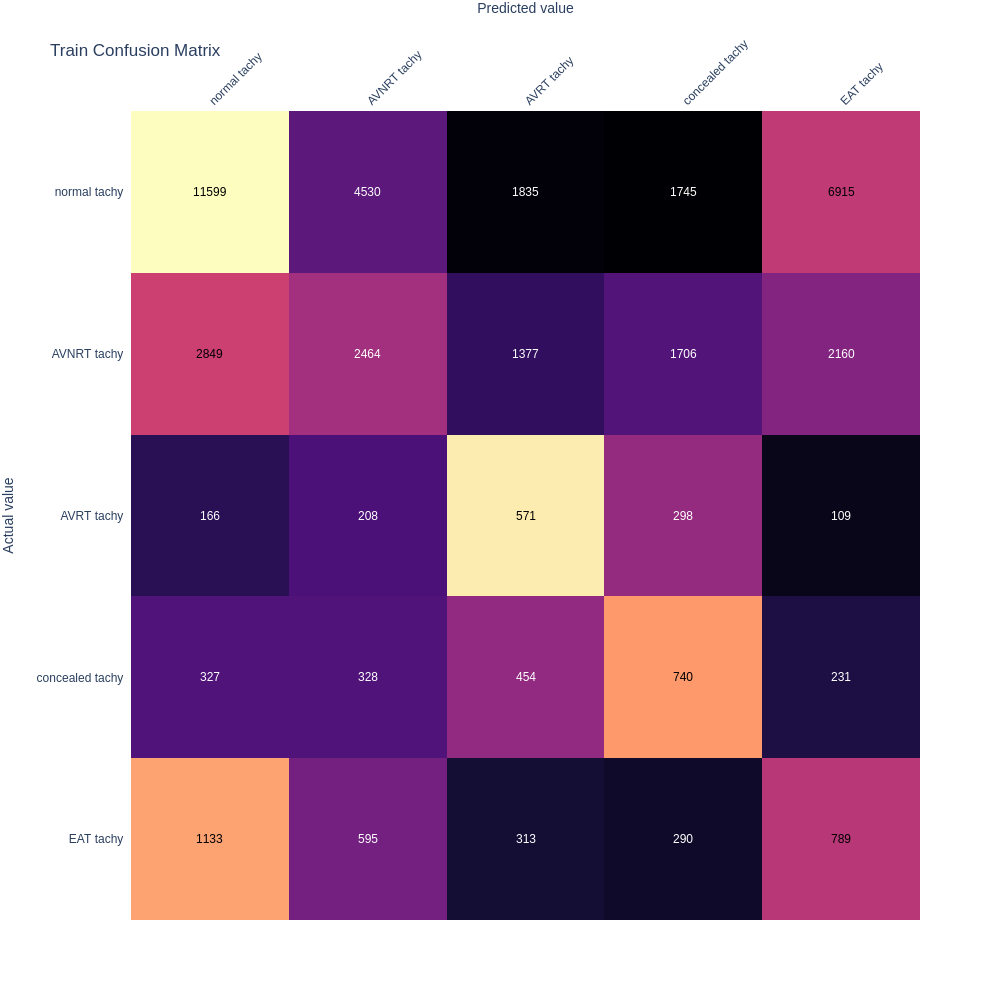 Predicted value
Train Confusion Matrix
normal tachy AVNRT tachy AVRT tachy concealed tachy EAT tachy
normal tachy 11599 4530 1835 1745 6915
AVNRT tachy 2849 2464 1377 1706 2160
Actual value
AVRT tachy 166 208 571 298 109
concealed tachy 327 328 454 740 231
EAT tachy 1133 595 313 290 789